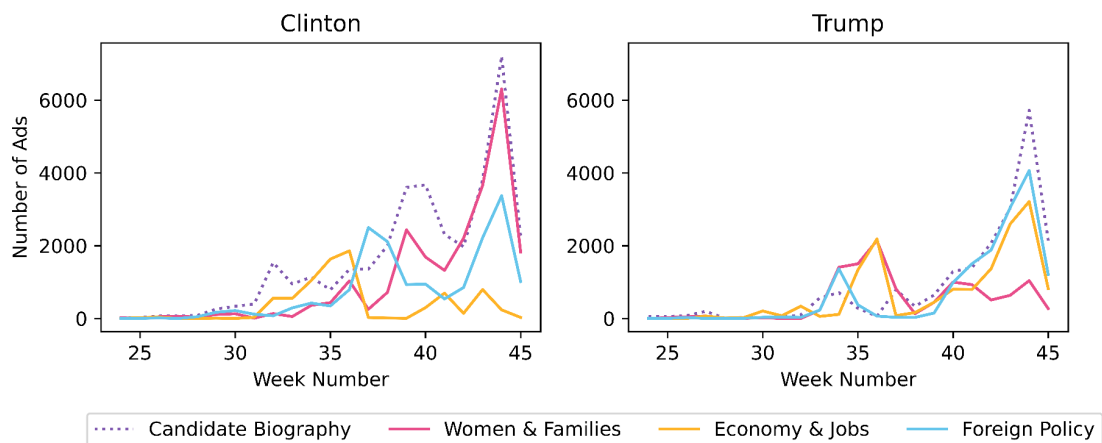 Clinton
Trump
Number of Ads
6000
4000
2000
0
25 30 35 40 45
Week Number
6000
4000
2000
0
25 30 35 40 45
Week Number
Candidate Biography Women & Families Economy & Jobs Foreign Policy